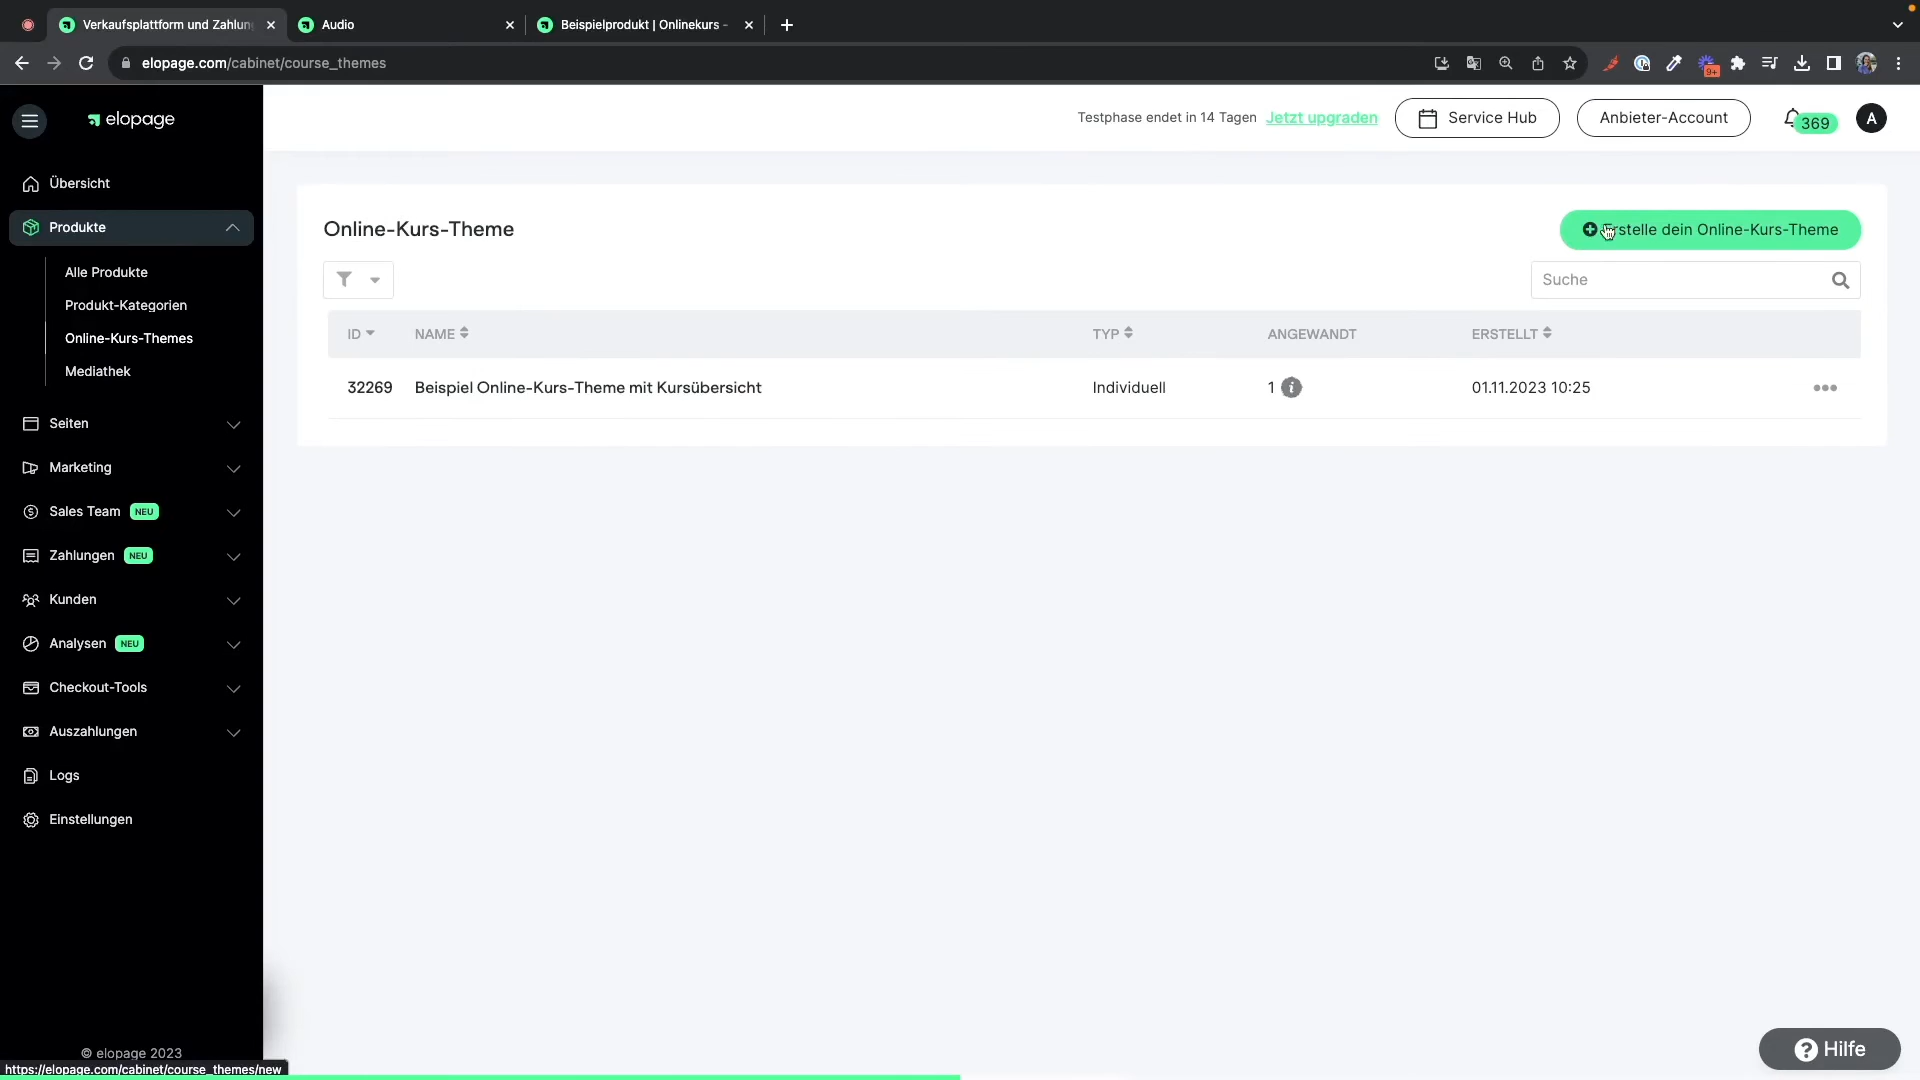 Verkaufsplattform und Zahlun
Audio
Beispielprodukt | Onlinekurs -
elopage.com/cabinet/course_themes
9+
elopage
Testphase endet in 14 Tagen
Jetzt upgraden
Service Hub
Anbieter-Account
369
A
Übersicht
Produkte
Alle Produkte
Produkt-Kategorien
Online-Kurs-Themes
Mediathek
Seiten
Marketing
Sales Team NEU
Zahlungen NEU
Kunden
Analysen NEU
Checkout-Tools
Auszahlungen
Logs
Einstellungen
© elopage 2023
https://elopage.com/cabinet/course_themes/new
Online-Kurs-Theme
rstelle dein Online-Kurs-Theme
Suche
ID NAME TYP ANGEWANDT ERSTELLT
32269 Beispiel Online-Kurs-Theme mit Kursübersicht Individuell 1 01.11.2023 10:25
Hilfe